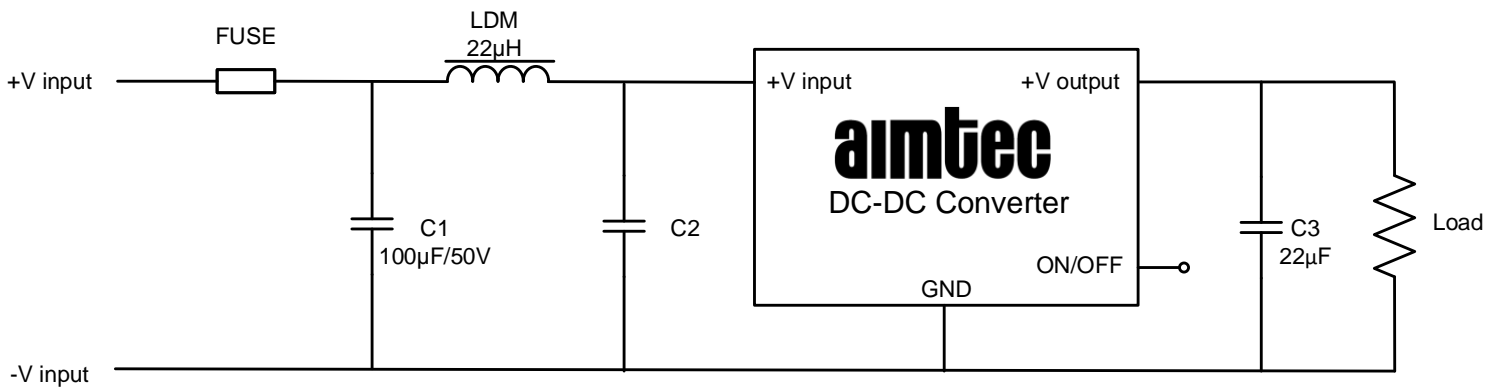 FUSE
LDM
22µH
+V input
+V input
+V output
aimtec
DC-DC Converter
C1
100µF/50V
C2
C3
22µF
Load
ON/OFF
GND
-V input